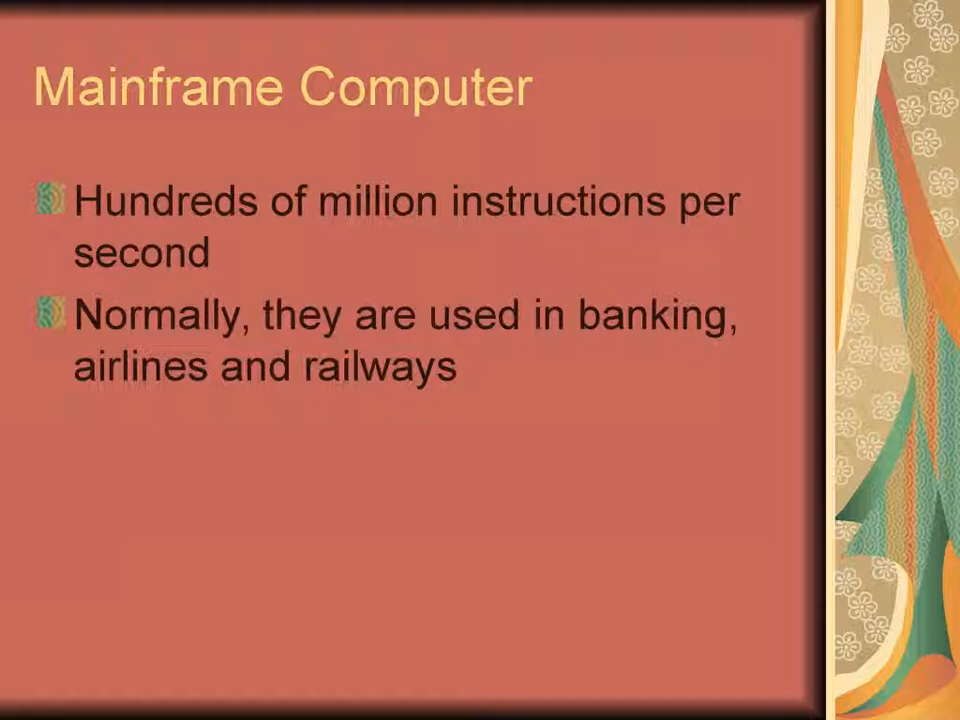 Mainframe Computer
Hundreds of million instructions per
second
Normally, they are used in banking,
airlines and railways